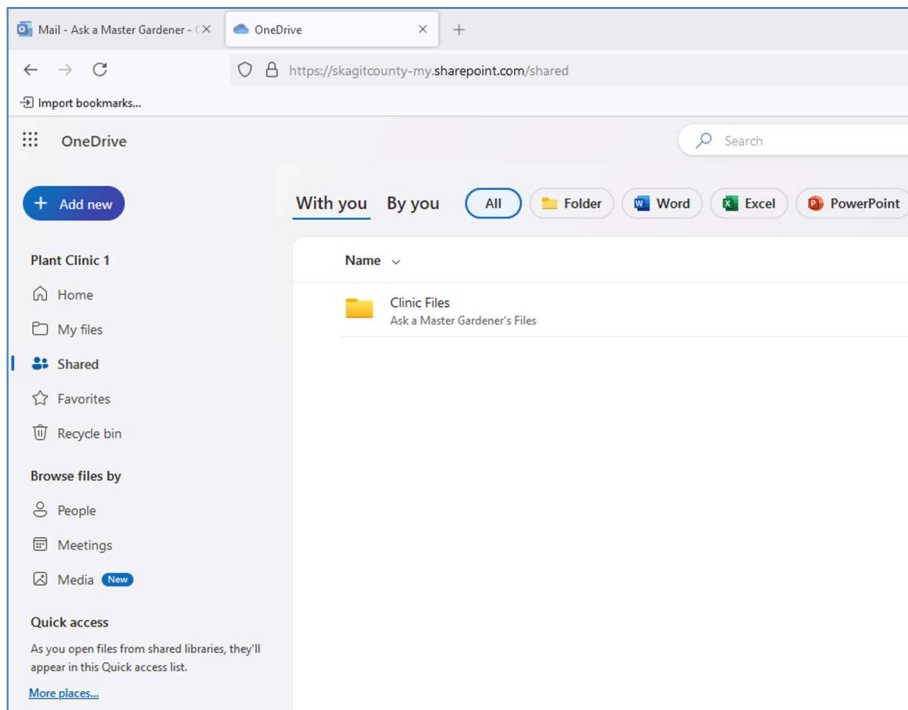 Mail - Ask a Master Gardener - (
OneDrive
https://skagitcounty-my.sharepoint.com/shared
Import bookmarks...
OneDrive
Search
Add new
With you By you All Folder Word Excel PowerPoint
Plant Clinic 1
Name
Home
Clinic Files
Ask a Master Gardener's Files
My files
Shared
Favorites
Recycle bin
Browse files by
People
Meetings
Media New
Quick access
As you open files from shared libraries, they'll
appear in this Quick access list.
More places...